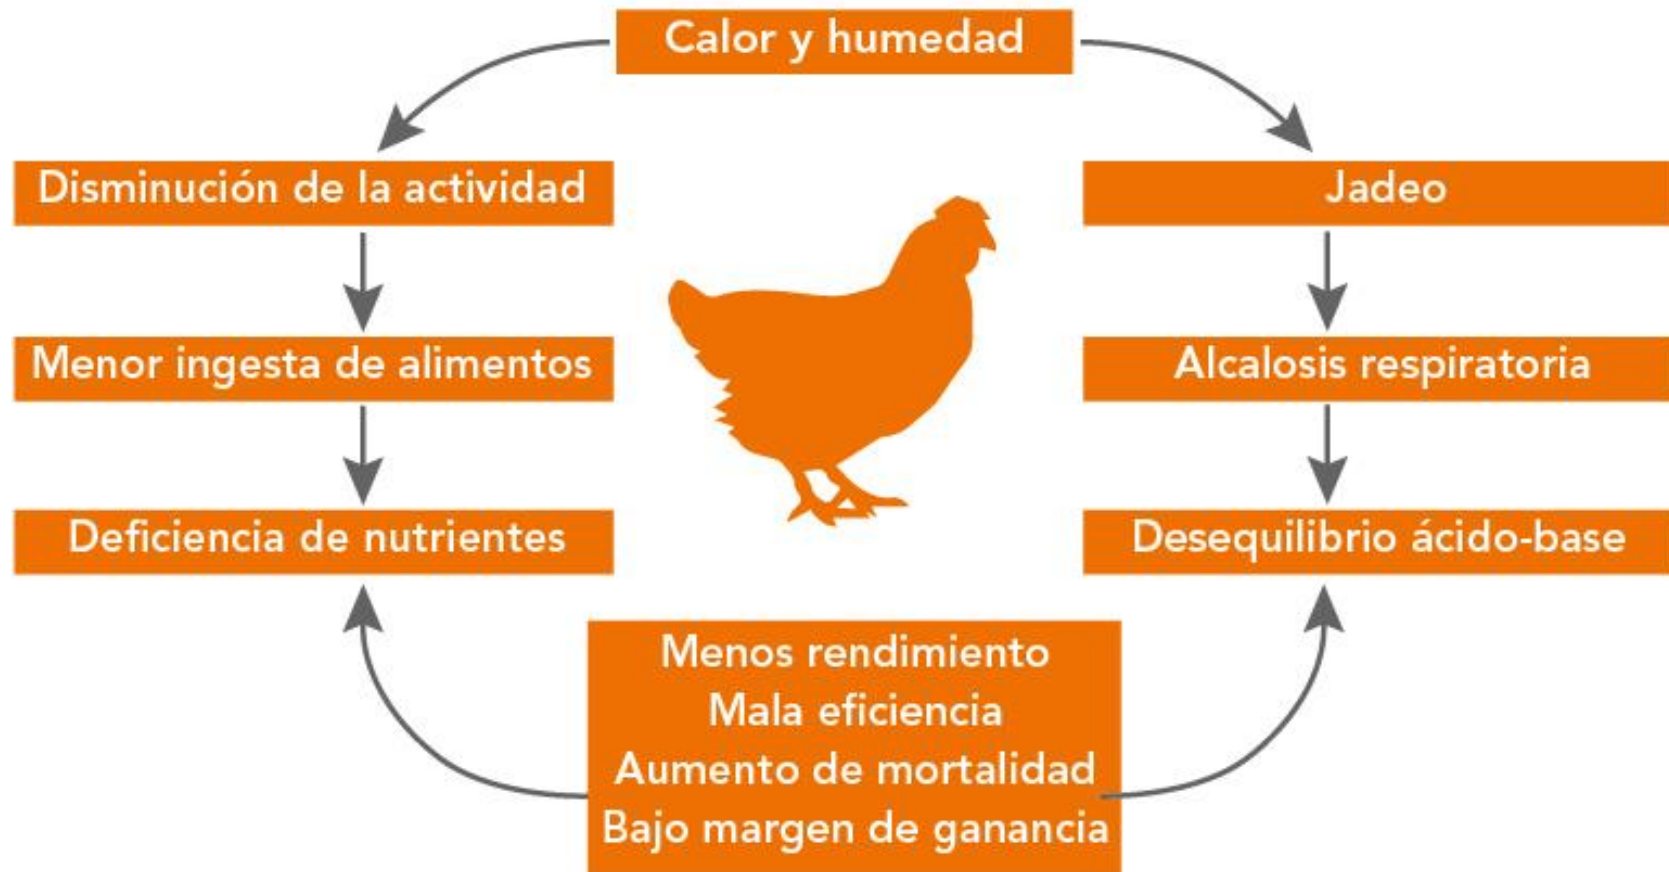 Calor y humedad
Disminución de la actividad
Jadeo
Menor ingesta de alimentos
Alcalosis respiratoria
Deficiencia de nutrientes
Desequilibrio ácido-base
Menos rendimiento
Mala eficiencia
Aumento de mortalidad
Bajo margen de ganancia